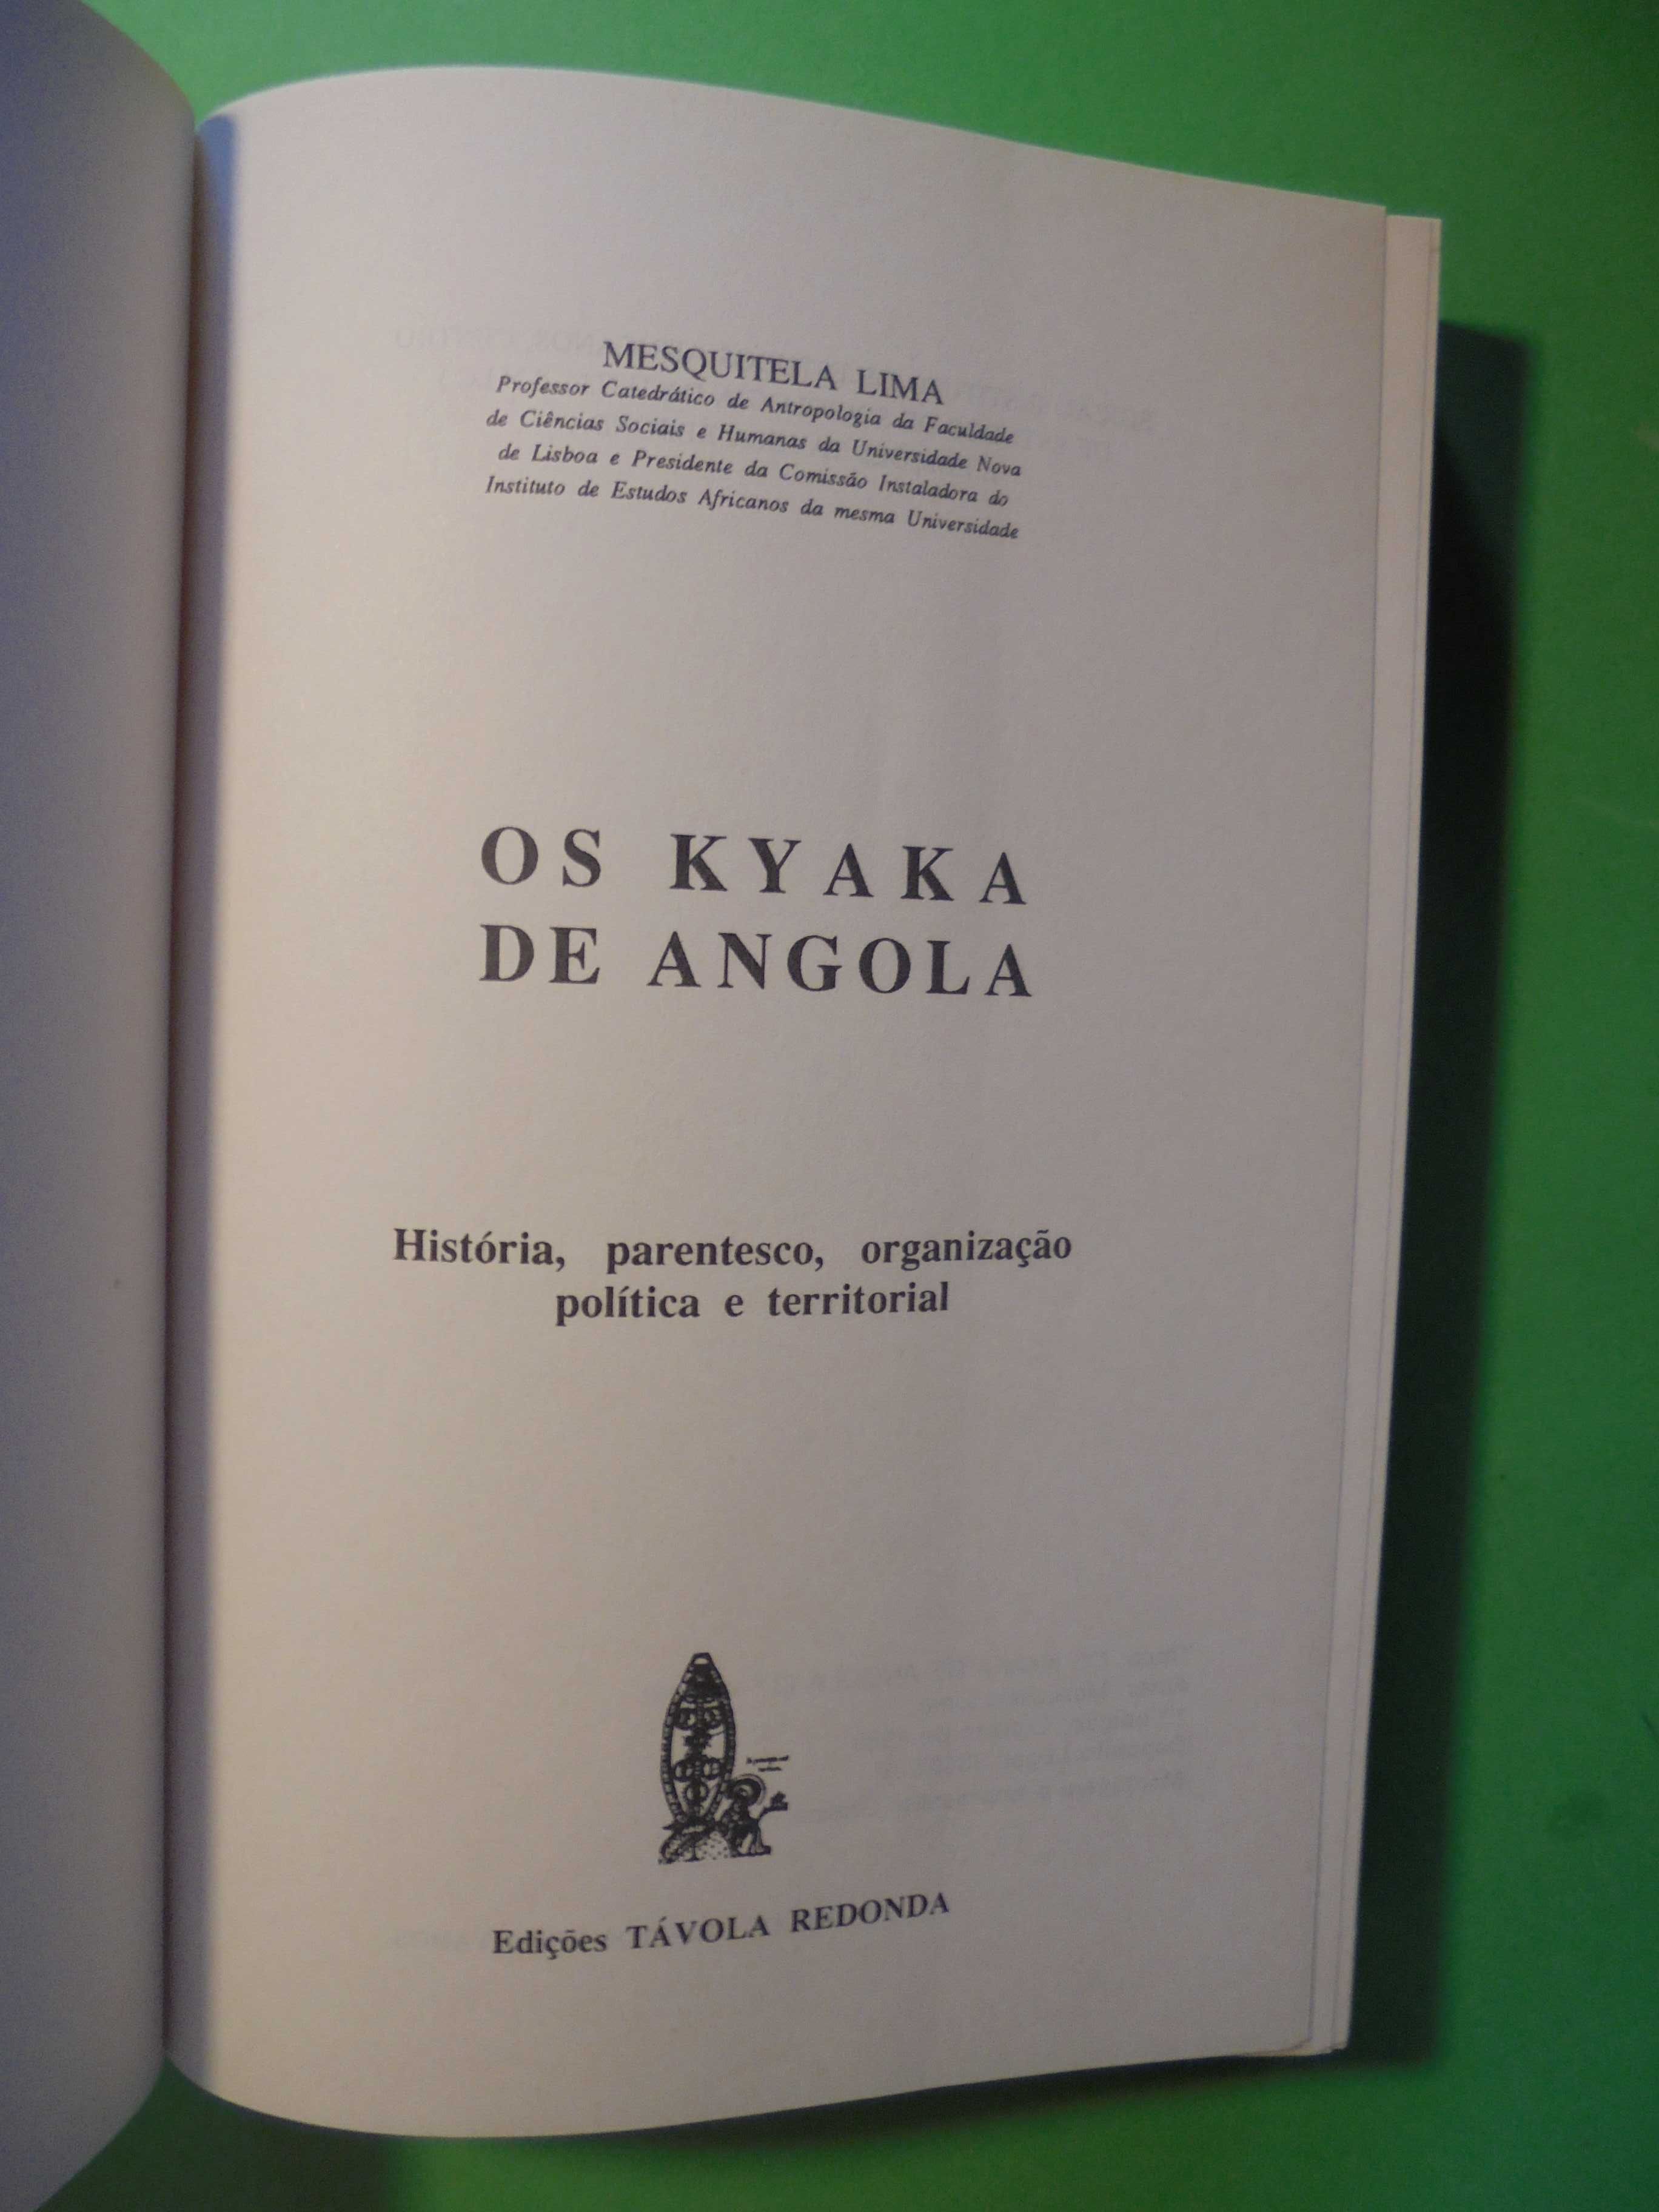 MESQUITELA LIMA
Professor Catedrático de Antropologia da Faculdade
de Ciências Sociais e Humanas da Universidade Nova
de Lisboa e Presidente da Comissão Instaladora do
Instituto de Estudos Africanos da mesma Universidade
OS KYAKA
DE ANGOLA
História, parentesco, organização
política e territorial
Edições TÁVOLA REDONDA